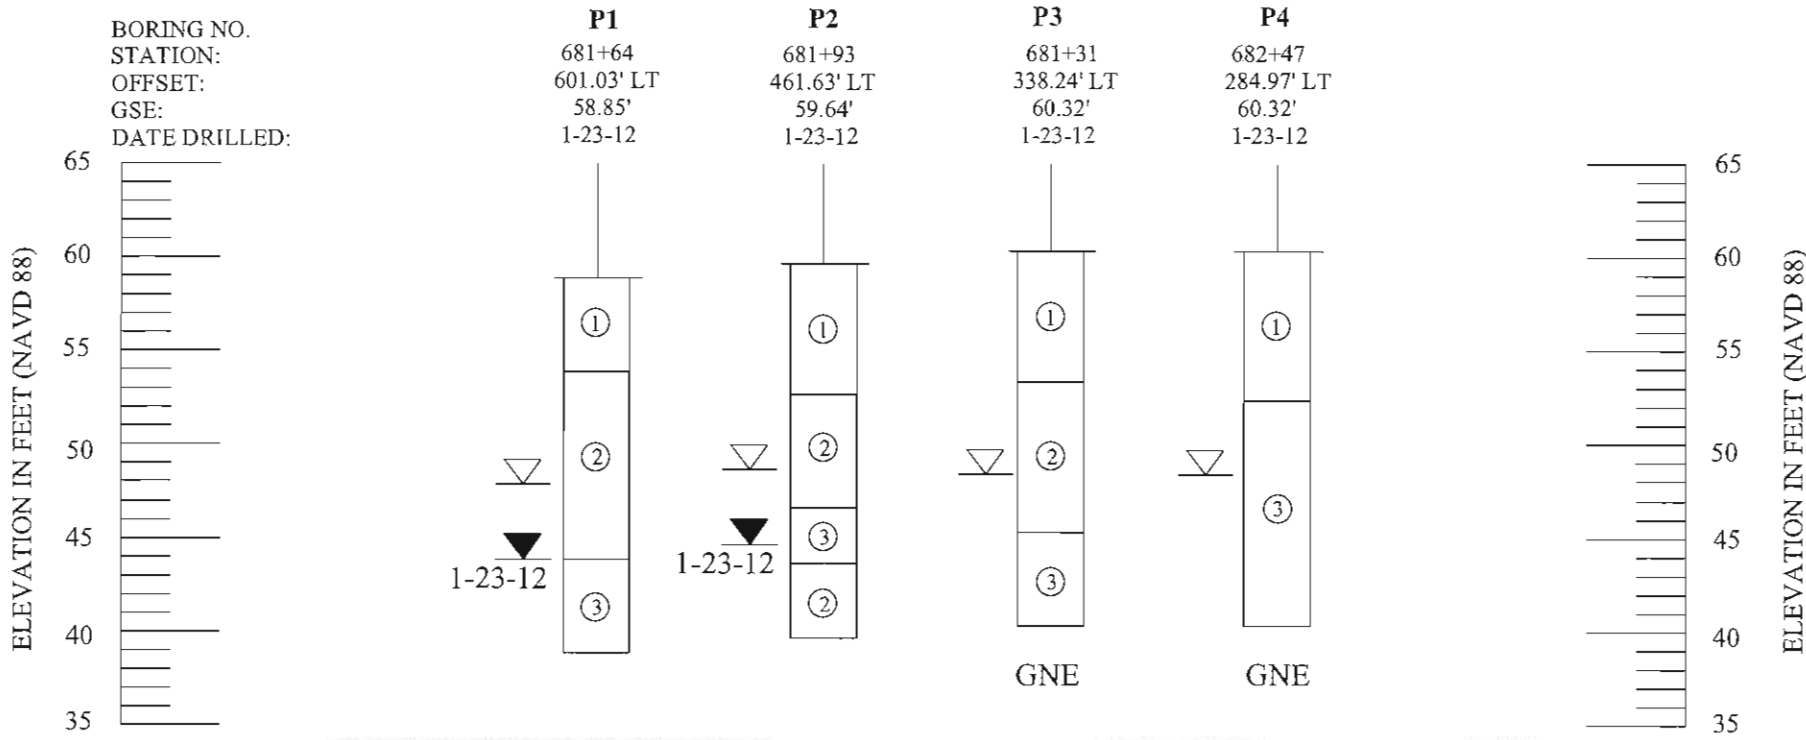 BORING NO. P1 P2 P3 P4
STATION: 681+64 681+93 681+31 682+47
OFFSET: 601.03' LT 461.63' LT 338.24' LT 284.97' LT
GSE: 58.85' 59.64' 60.32' 60.32'
DATE DRILLED: 1-23-12 1-23-12 1-23-12 1-23-12
65 65
60 60
1 1 1 1
55 55
50 50
2 2 2 3
45 45
3
1-23-12 1-23-12
3 2 3
40 40
GNE GNE
35 35
ELEVATION IN FEET (NAVD 88)
ELEVATION IN FEET (NAVD 88)